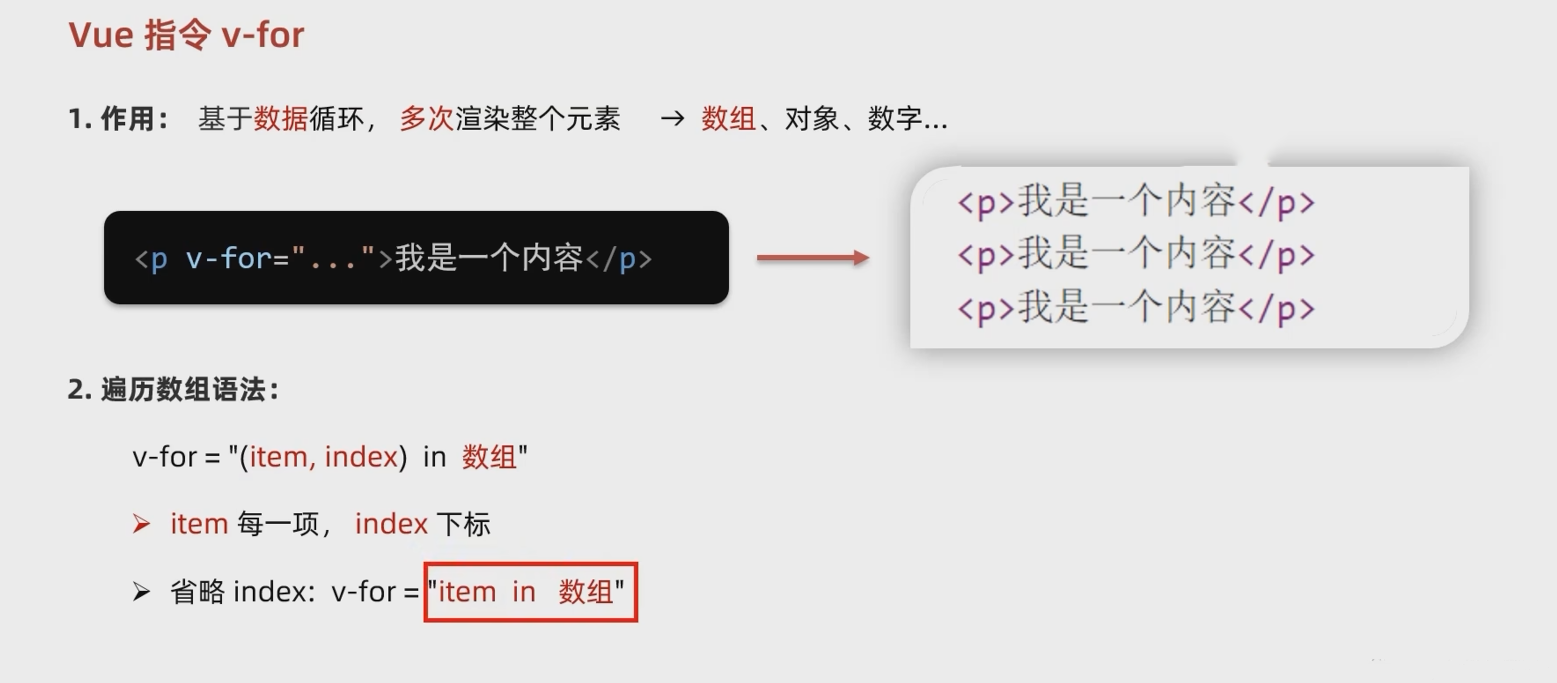 Vue 指令 v-for
1. 作用： 基于数据循环， 多次渲染整个元素 → 数组、对象、数字...
<p v-for="...">我是一个内容</p>
<p>我是一个内容</p>
<p>我是一个内容</p>
<p>我是一个内容</p>
2. 遍历数组语法：
v-for = "(item, index) in 数组"
➢ item 每一项， index 下标
➢ 省略 index： v-for = "item in 数组"